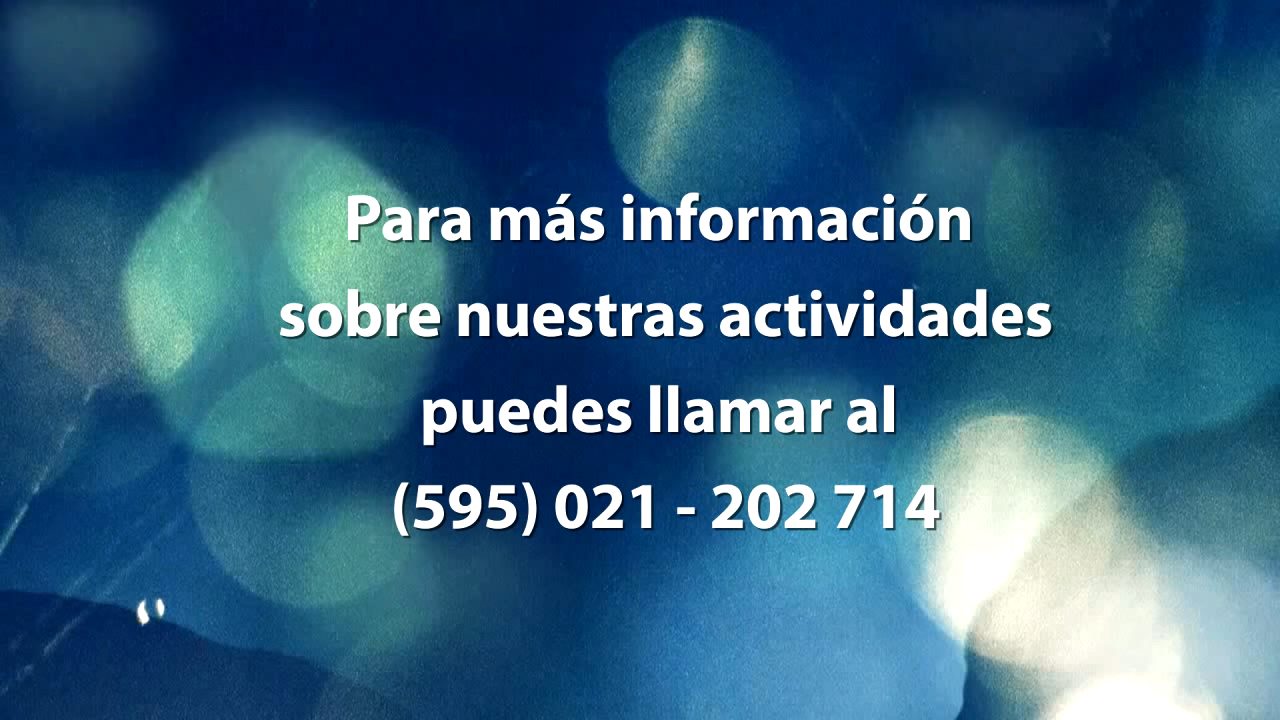 Para más información
sobre nuestras actividades
puedes llamar al
(595) 021 - 202 714